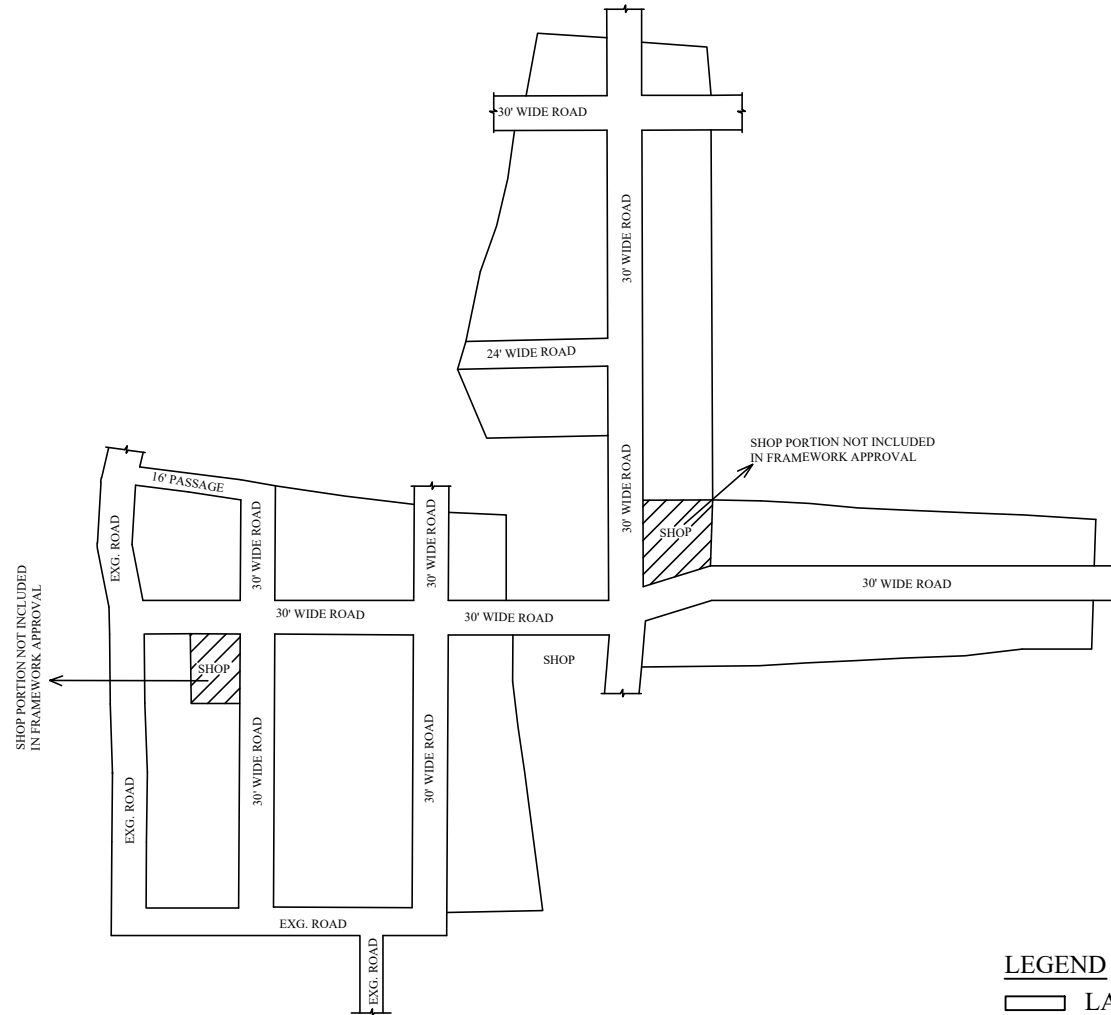 30' WIDE ROAD
30' WIDE ROAD
24' WIDE ROAD
30' WIDE ROAD
SHOP PORTION NOT INCLUDED
IN FRAMEWORK APPROVAL
16' PASSAGE
EXG. ROAD
30' WIDE ROAD
30' WIDE ROAD
SHOP
30' WIDE ROAD
30' WIDE ROAD
30' WIDE ROAD
SHOP PORTION NOT INCLUDED
IN FRAMEWORK APPROVAL
SHOP
SHOP
30' WIDE ROAD
30' WIDE ROAD
EXG. ROAD
EXG. ROAD
EXG. ROAD
LEGEND
LA